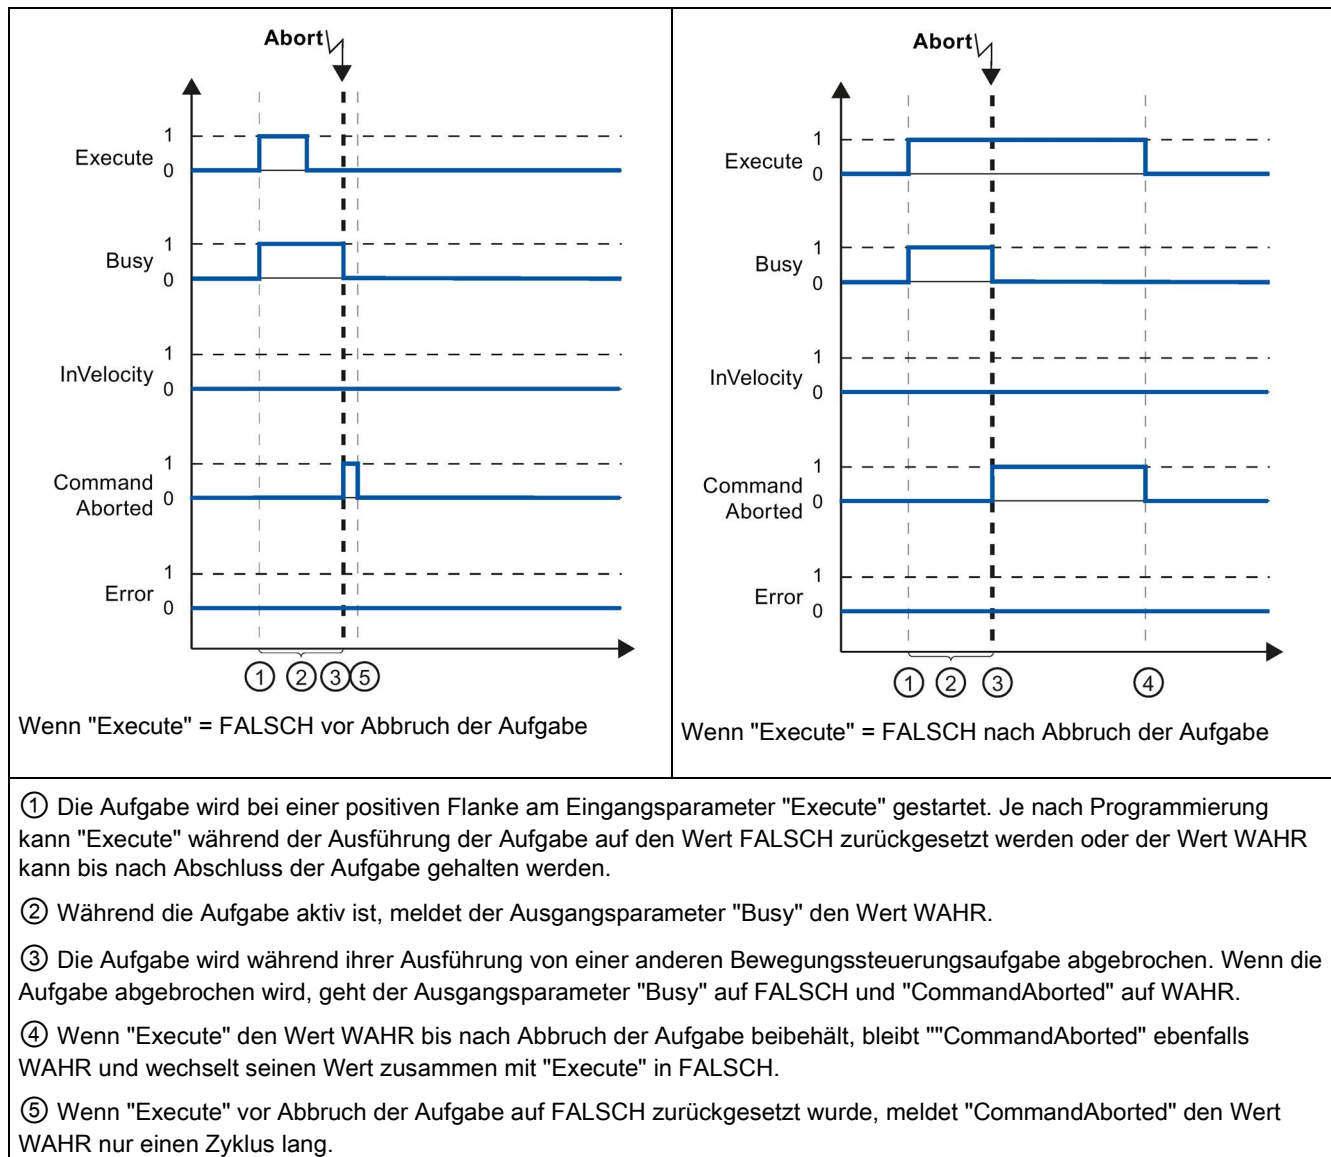 Abort
Execute
1
0
Busy
1
0
InVelocity
1
0
Command
Aborted
1
0
Error
1
0
① ② ③ ⑤
Wenn "Execute" = FALSCH vor Abbruch der Aufgabe
Abort
Execute
1
0
Busy
1
0
InVelocity
1
0
Command
Aborted
1
0
Error
1
0
① ② ③ ④
Wenn "Execute" = FALSCH nach Abbruch der Aufgabe
① Die Aufgabe wird bei einer positiven Flanke am Eingangsparameter "Execute" gestartet. Je nach Programmierung
kann "Execute" während der Ausführung der Aufgabe auf den Wert FALSCH zurückgesetzt werden oder der Wert WAHR
kann bis nach Abschluss der Aufgabe gehalten werden.
② Während die Aufgabe aktiv ist, meldet der Ausgangsparameter "Busy" den Wert WAHR.
③ Die Aufgabe wird während ihrer Ausführung von einer anderen Bewegungssteuerungsaufgabe abgebrochen. Wenn die
Aufgabe abgebrochen wird, geht der Ausgangsparameter "Busy" auf FALSCH und "CommandAborted" auf WAHR.
④ Wenn "Execute" den Wert WAHR bis nach Abbruch der Aufgabe beibehält, bleibt ""CommandAborted" ebenfalls
WAHR und wechselt seinen Wert zusammen mit "Execute" in FALSCH.
⑤ Wenn "Execute" vor Abbruch der Aufgabe auf FALSCH zurückgesetzt wurde, meldet "CommandAborted" den Wert
WAHR nur einen Zyklus lang.